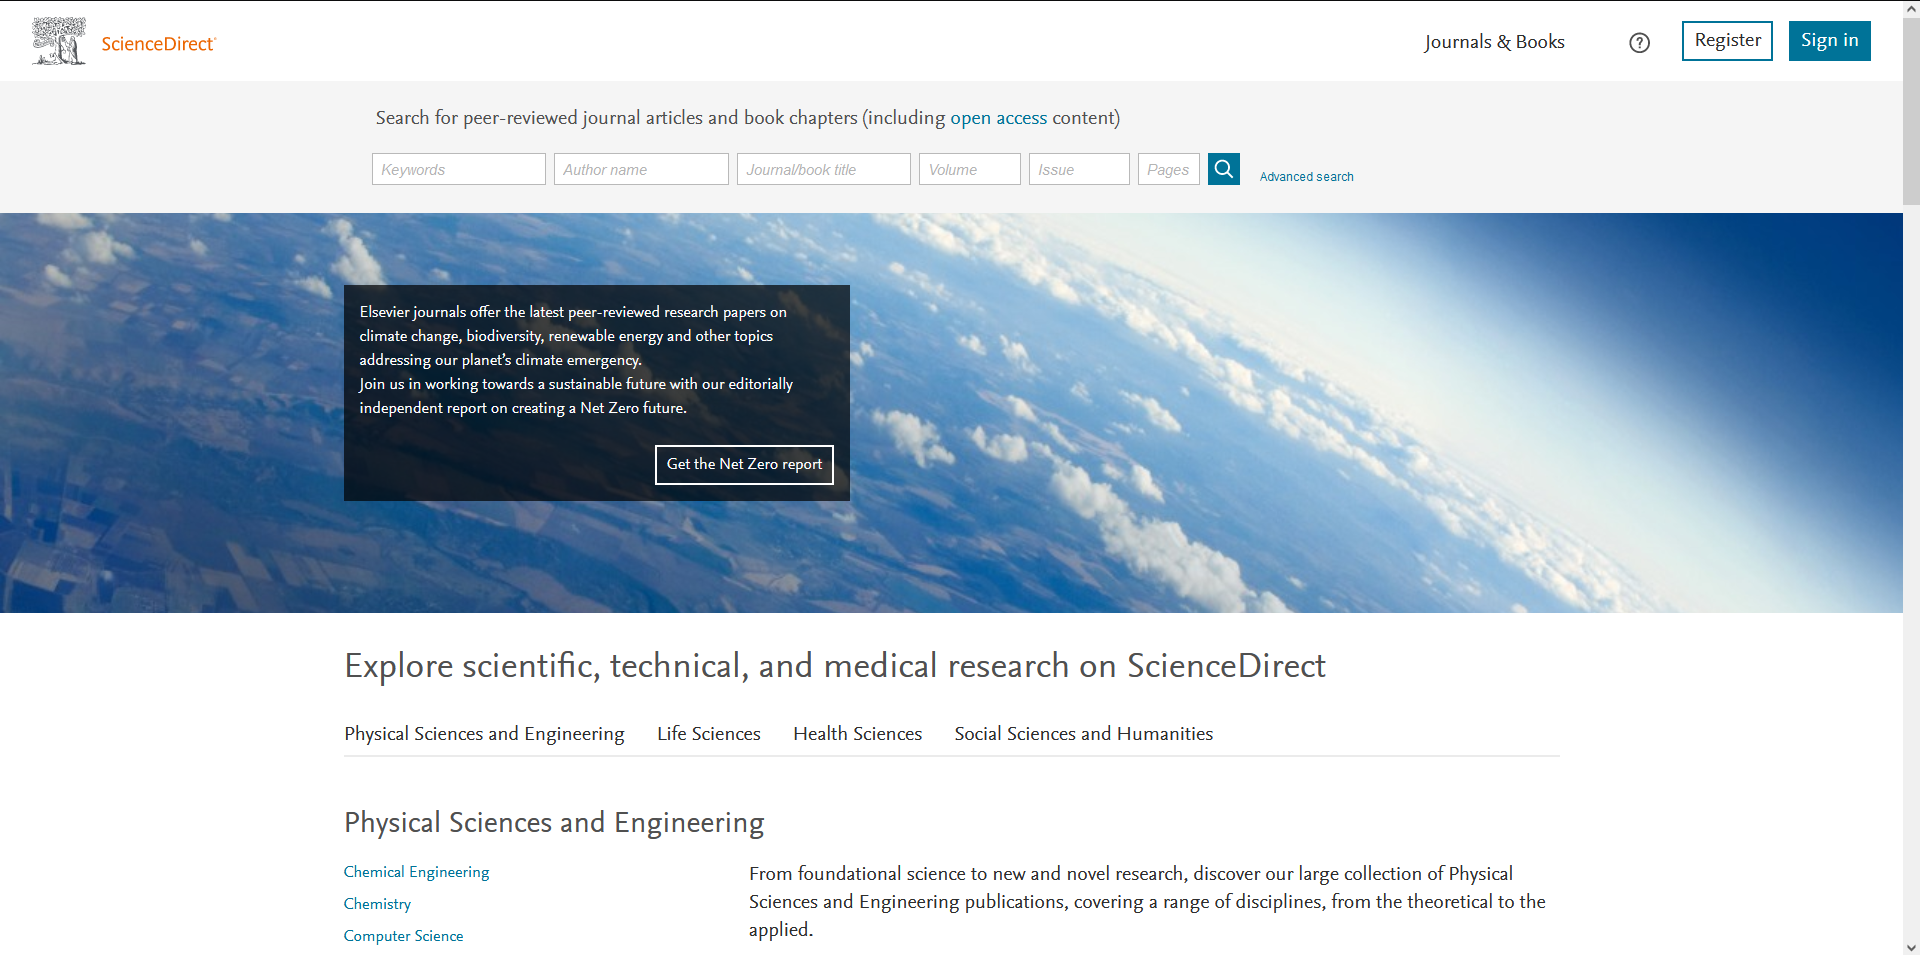 ScienceDirect
Journals & Books
Register
Sign in
Search for peer-reviewed journal articles and book chapters (including open access content)
Keywords
Author name
Journal/book title
Volume
Issue
Pages
Advanced search
Elsevier journals offer the latest peer-reviewed research papers on
climate change, biodiversity, renewable energy and other topics
addressing our planet’s climate emergency.
Join us in working towards a sustainable future with our editorially
independent report on creating a Net Zero future.
Get the Net Zero report
Explore scientific, technical, and medical research on ScienceDirect
Physical Sciences and Engineering
Life Sciences
Health Sciences
Social Sciences and Humanities
Physical Sciences and Engineering
Chemical Engineering
Chemistry
Computer Science
From foundational science to new and novel research, discover our large collection of Physical
Sciences and Engineering publications, covering a range of disciplines, from the theoretical to the
applied.